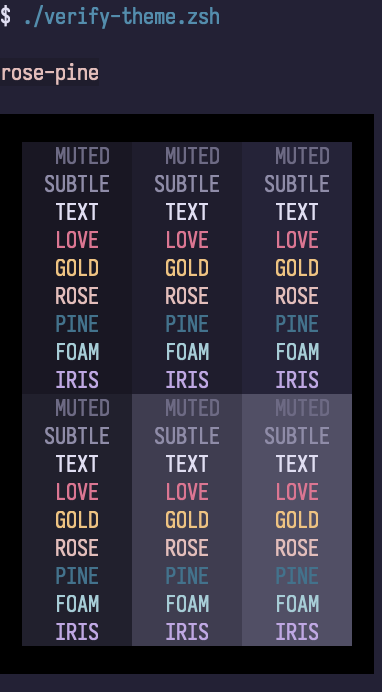 $ ./verify-theme.zsh
rose-pine
MUTED MUTED MUTED
SUBTLE SUBTLE SUBTLE
TEXT TEXT TEXT
LOVE LOVE LOVE
GOLD GOLD GOLD
ROSE ROSE ROSE
PINE PINE PINE
FOAM FOAM FOAM
IRIS IRIS IRIS
MUTED MUTED MUTED
SUBTLE SUBTLE SUBTLE
TEXT TEXT TEXT
LOVE LOVE LOVE
GOLD GOLD GOLD
ROSE ROSE ROSE
PINE PINE PINE
FOAM FOAM FOAM
IRIS IRIS IRIS